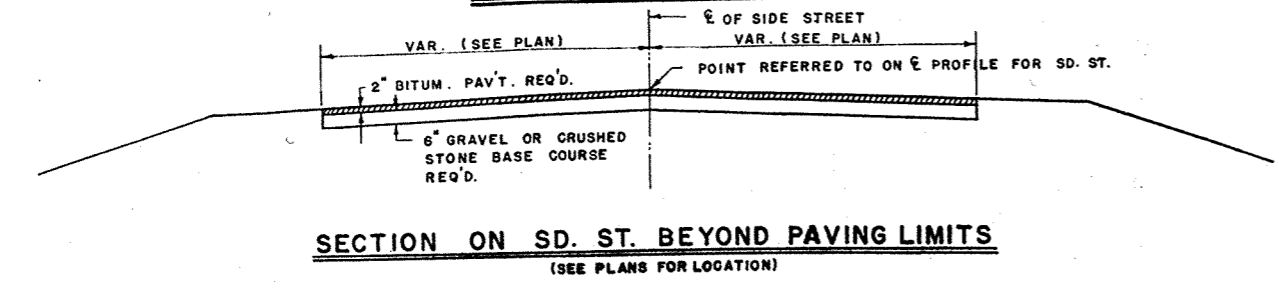 ℄ OF SIDE STREET
VAR. (SEE PLAN)
VAR. (SEE PLAN)
2" BITUM. PAV'T. REQ'D.
POINT REFERRED TO ON ℄ PROFILE FOR SD. ST.
6" GRAVEL OR CRUSHED
STONE BASE COURSE
REQ'D.
SECTION ON SD. ST. BEYOND PAVING LIMITS
(SEE PLANS FOR LOCATION)